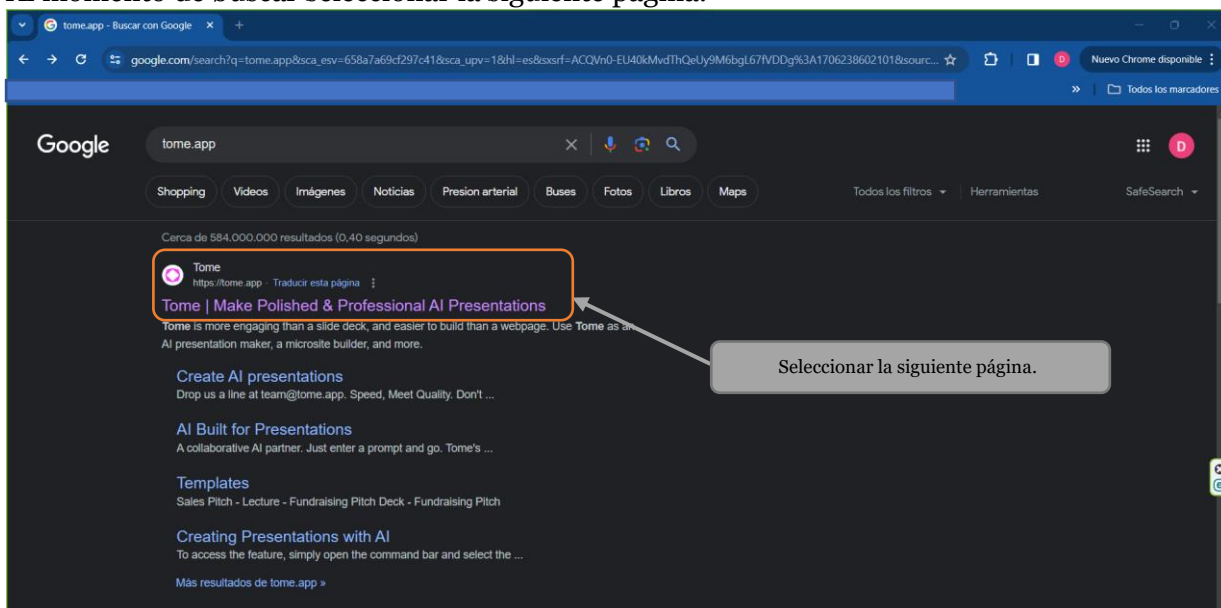 Al momento de buscar seleccionar la siguiente página.
tome.app - Buscar con Google
google.com/search?q=tome.app&sca_esv=658a7a69cf297c41&sca_upv=1&hl=es&sxsrf=ACQVn0-EU40kMvdThQeUy9M6bgL67fVDDg%3A1706238602101&sourc...
D
Nuevo Chrome disponible
» Todos los marcadores
Google
tome.app
D
Shopping Videos Imágenes Noticias Presion arterial Buses Fotos Libros Maps Todos los filtros Herramientas SafeSearch
Cerca de 584.000.000 resultados (0,40 segundos)
Tome
https://tome.app · Traducir esta página
Tome | Make Polished & Professional AI Presentations
Tome is more engaging than a slide deck, and easier to build than a webpage. Use Tome as an
AI presentation maker, a microsite builder, and more.
Seleccionar la siguiente página.
Create AI presentations
Drop us a line at team@tome.app. Speed, Meet Quality. Don't ...
AI Built for Presentations
A collaborative AI partner. Just enter a prompt and go. Tome's ...
Templates
Sales Pitch - Lecture - Fundraising Pitch Deck - Fundraising Pitch
Creating Presentations with AI
To access the feature, simply open the command bar and select the ...
Más resultados de tome.app »